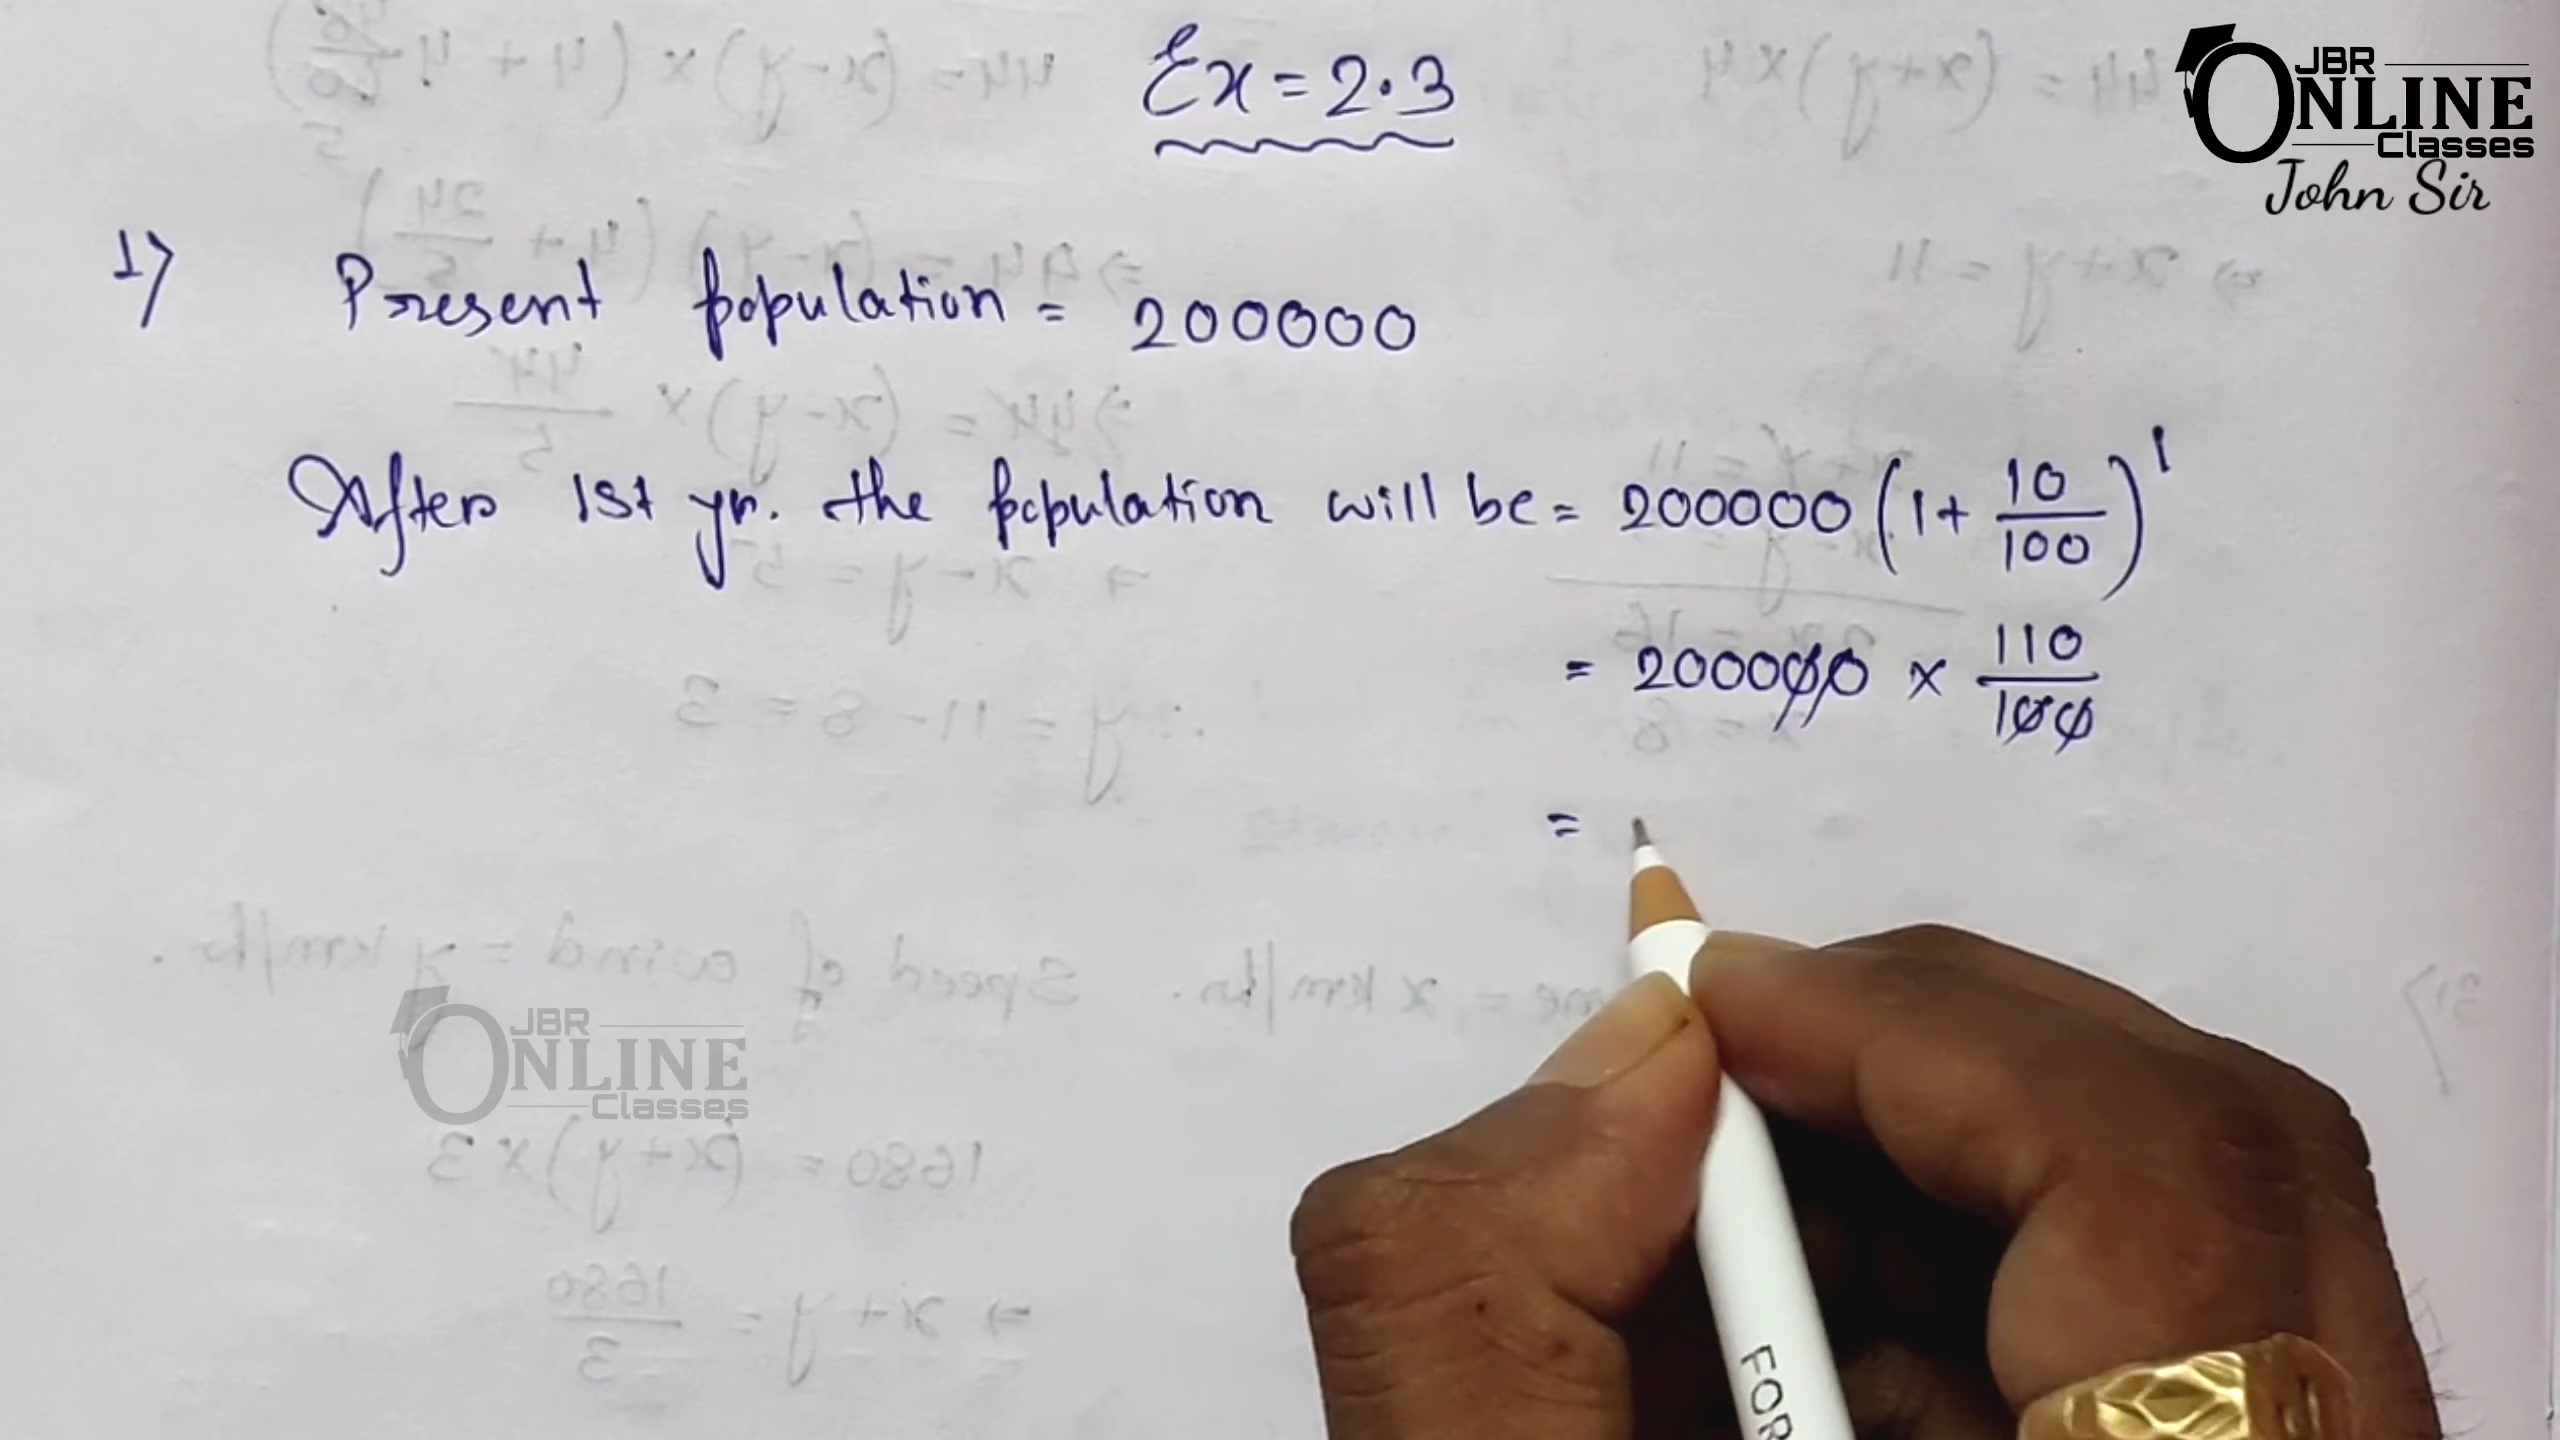 Ex = 2.3
JBR
ONLINE
Classes
John Sir
1) Present population = 200000
After 1st yr. the population will be = 200000 (1 + 10/100)^1
= 200000 × 110/100
=
JBR
ONLINE
Classes
FOR